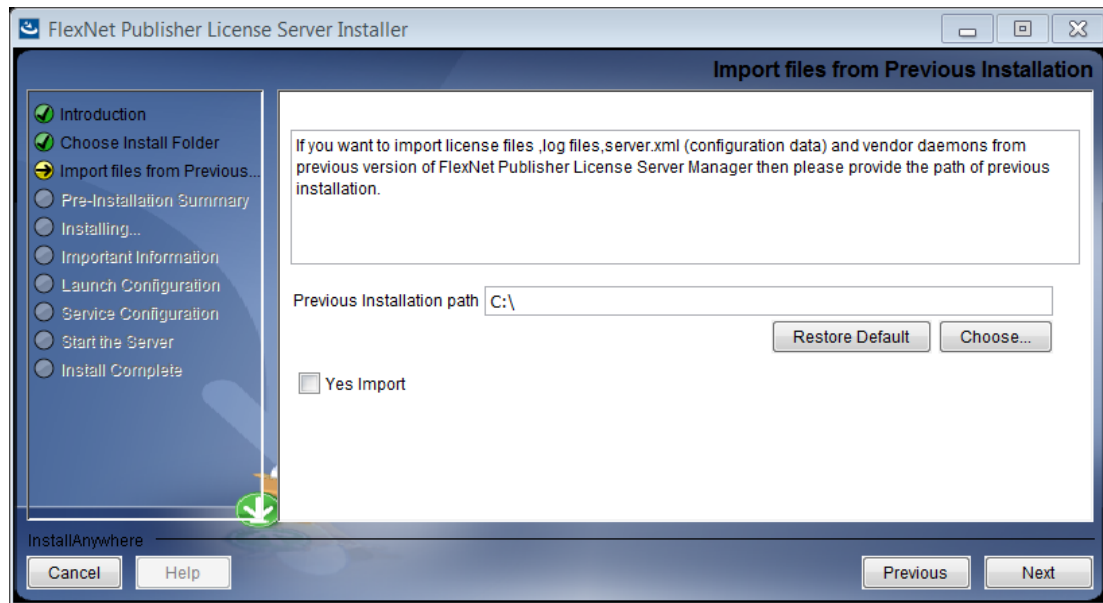 FlexNet Publisher License Server Installer
Import files from Previous Installation
Introduction
Choose Install Folder
Import files from Previous...
Pre-Installation Summary
Installing...
Important Information
Launch Configuration
Service Configuration
Start the Server
Install Complete
If you want to import license files ,log files,server.xml (configuration data) and vendor daemons from
previous version of FlexNet Publisher License Server Manager then please provide the path of previous
installation.
Previous Installation path C:\
Restore Default Choose...
Yes Import
InstallAnywhere
Cancel Help Previous Next